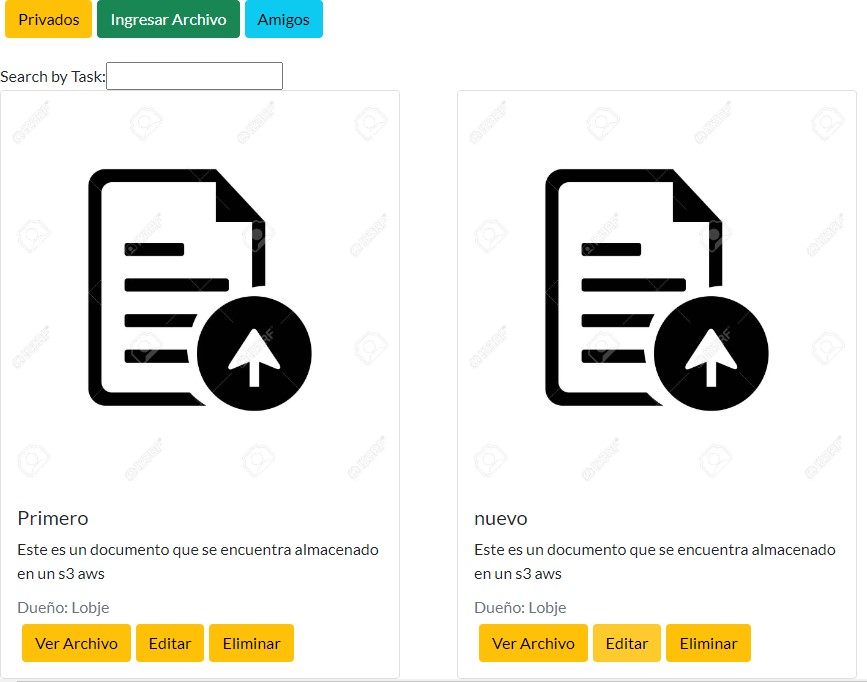 Privados Ingresar Archivo Amigos
Search by Task:
Primero
Este es un documento que se encuentra almacenado
en un s3 aws
Dueño: Lobje
Ver Archivo Editar Eliminar
nuevo
Este es un documento que se encuentra almacenado
en un s3 aws
Dueño: Lobje
Ver Archivo Editar Eliminar